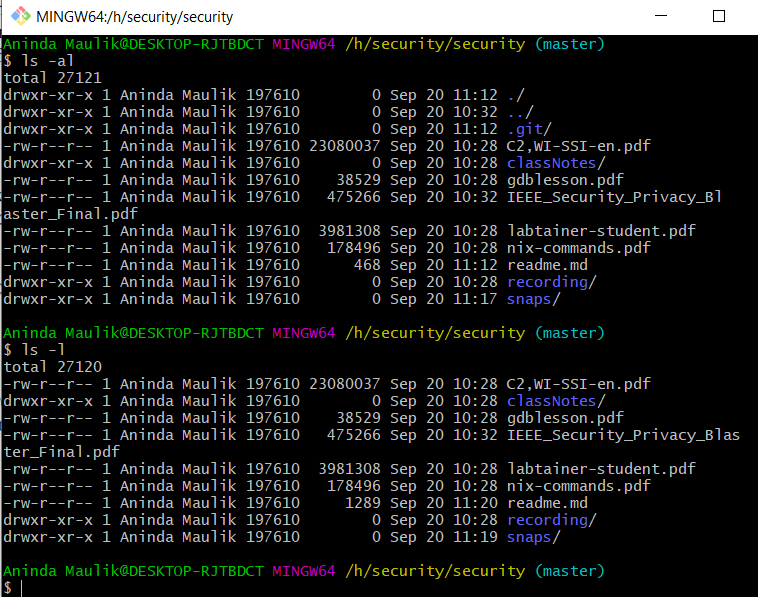 MINGW64:/h/security/security
Aninda Maulik@DESKTOP-RJTBDCT MINGW64 /h/security/security (master)
$ ls -al
total 27121
drwxr-xr-x 1 Aninda Maulik 197610        0 Sep 20 11:12 ./
drwxr-xr-x 1 Aninda Maulik 197610        0 Sep 20 10:32 ../
drwxr-xr-x 1 Aninda Maulik 197610        0 Sep 20 11:12 .git/
-rw-r--r-- 1 Aninda Maulik 197610 23080037 Sep 20 10:28 C2,WI-SSI-en.pdf
drwxr-xr-x 1 Aninda Maulik 197610        0 Sep 20 10:28 classNotes/
-rw-r--r-- 1 Aninda Maulik 197610    38529 Sep 20 10:28 gdblesson.pdf
-rw-r--r-- 1 Aninda Maulik 197610   475266 Sep 20 10:32 IEEE_Security_Privacy_Bl
aster_Final.pdf
-rw-r--r-- 1 Aninda Maulik 197610  3981308 Sep 20 10:28 labtainer-student.pdf
-rw-r--r-- 1 Aninda Maulik 197610   178496 Sep 20 10:28 nix-commands.pdf
-rw-r--r-- 1 Aninda Maulik 197610      468 Sep 20 11:12 readme.md
drwxr-xr-x 1 Aninda Maulik 197610        0 Sep 20 10:28 recording/
drwxr-xr-x 1 Aninda Maulik 197610        0 Sep 20 11:17 snaps/
Aninda Maulik@DESKTOP-RJTBDCT MINGW64 /h/security/security (master)
$ ls -l
total 27120
-rw-r--r-- 1 Aninda Maulik 197610 23080037 Sep 20 10:28 C2,WI-SSI-en.pdf
drwxr-xr-x 1 Aninda Maulik 197610        0 Sep 20 10:28 classNotes/
-rw-r--r-- 1 Aninda Maulik 197610    38529 Sep 20 10:28 gdblesson.pdf
-rw-r--r-- 1 Aninda Maulik 197610   475266 Sep 20 10:32 IEEE_Security_Privacy_Blas
ter_Final.pdf
-rw-r--r-- 1 Aninda Maulik 197610  3981308 Sep 20 10:28 labtainer-student.pdf
-rw-r--r-- 1 Aninda Maulik 197610   178496 Sep 20 10:28 nix-commands.pdf
-rw-r--r-- 1 Aninda Maulik 197610     1289 Sep 20 11:20 readme.md
drwxr-xr-x 1 Aninda Maulik 197610        0 Sep 20 10:28 recording/
drwxr-xr-x 1 Aninda Maulik 197610        0 Sep 20 11:19 snaps/
Aninda Maulik@DESKTOP-RJTBDCT MINGW64 /h/security/security (master)
$